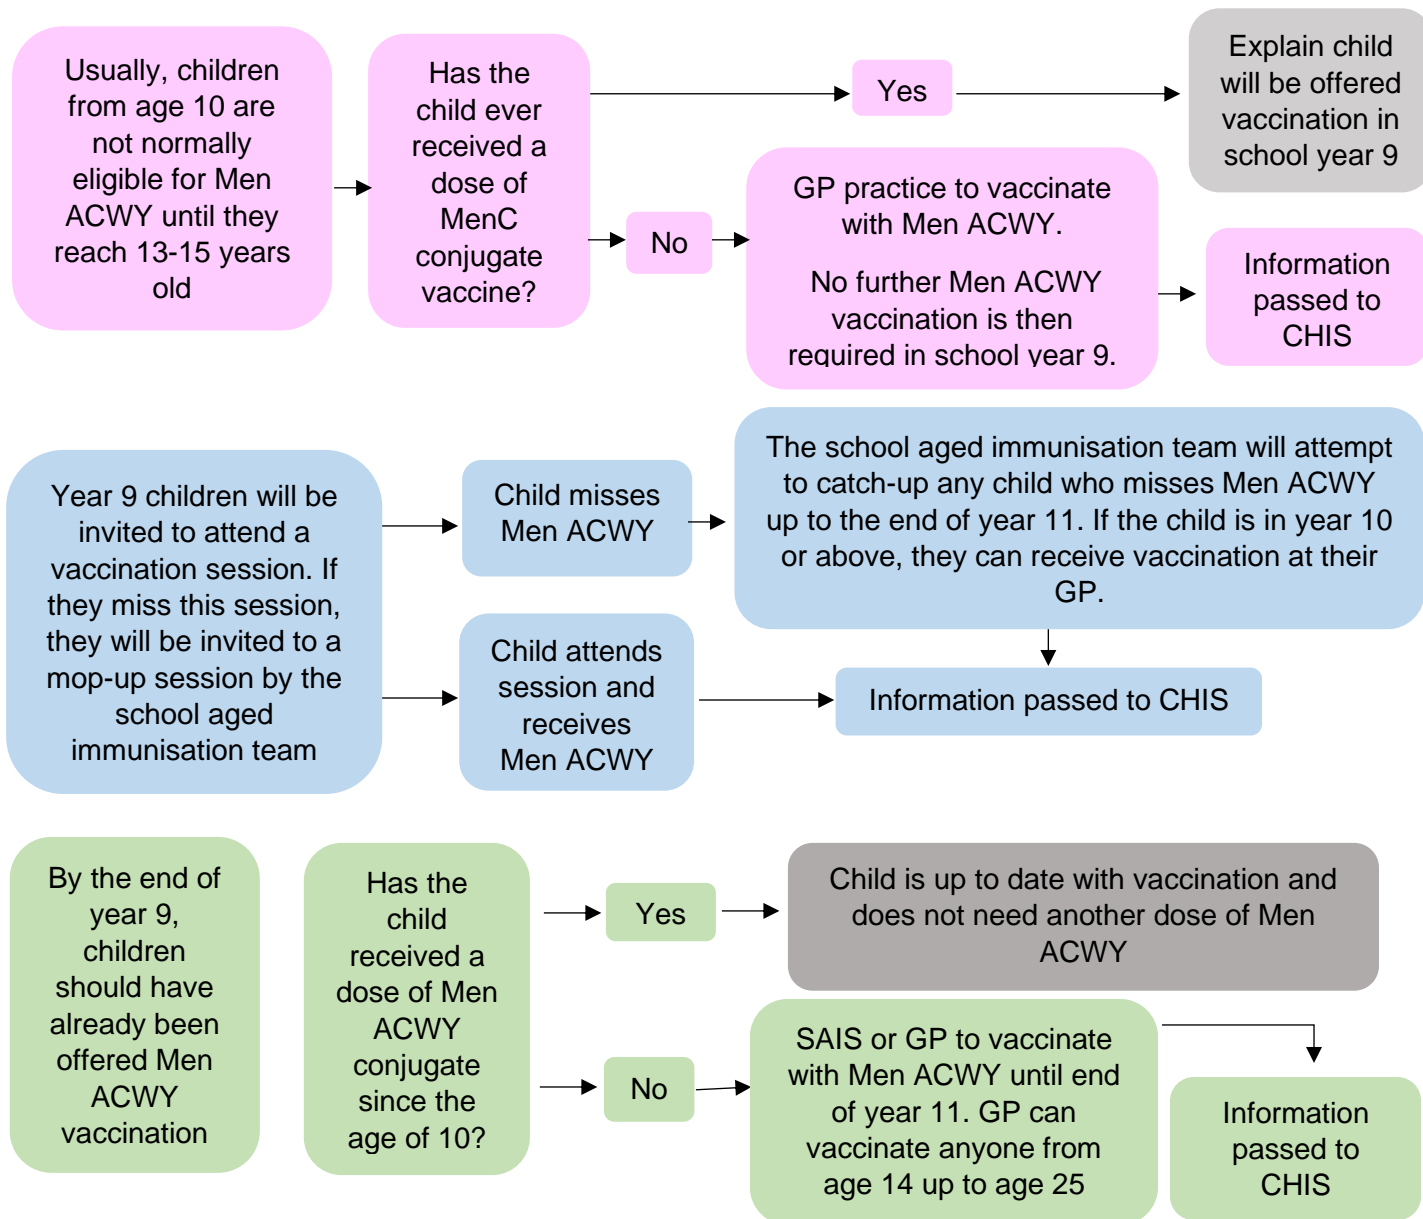 Usually, children
from age 10 are
not normally
eligible for Men
ACWY until they
reach 13-15 years
old
Has the
child ever
received a
dose of
MenC
conjugate
vaccine?
Yes
Explain child
will be offered
vaccination in
school year 9
No
GP practice to vaccinate
with Men ACWY.
No further Men ACWY
vaccination is then
required in school year 9.
Information
passed to
CHIS
Year 9 children will be
invited to attend a
vaccination session. If
they miss this session,
they will be invited to a
mop-up session by the
school aged
immunisation team
Child misses
Men ACWY
The school aged immunisation team will attempt
to catch-up any child who misses Men ACWY
up to the end of year 11. If the child is in year 10
or above, they can receive vaccination at their
GP.
Child attends
session and
receives
Men ACWY
Information passed to CHIS
By the end of
year 9,
children
should have
already been
offered Men
ACWY
vaccination
Has the
child
received a
dose of Men
ACWY
conjugate
since the
age of 10?
Yes
Child is up to date with vaccination and
does not need another dose of Men
ACWY
No
SAIS or GP to vaccinate
with Men ACWY until end
of year 11. GP can
vaccinate anyone from
age 14 up to age 25
Information
passed to
CHIS